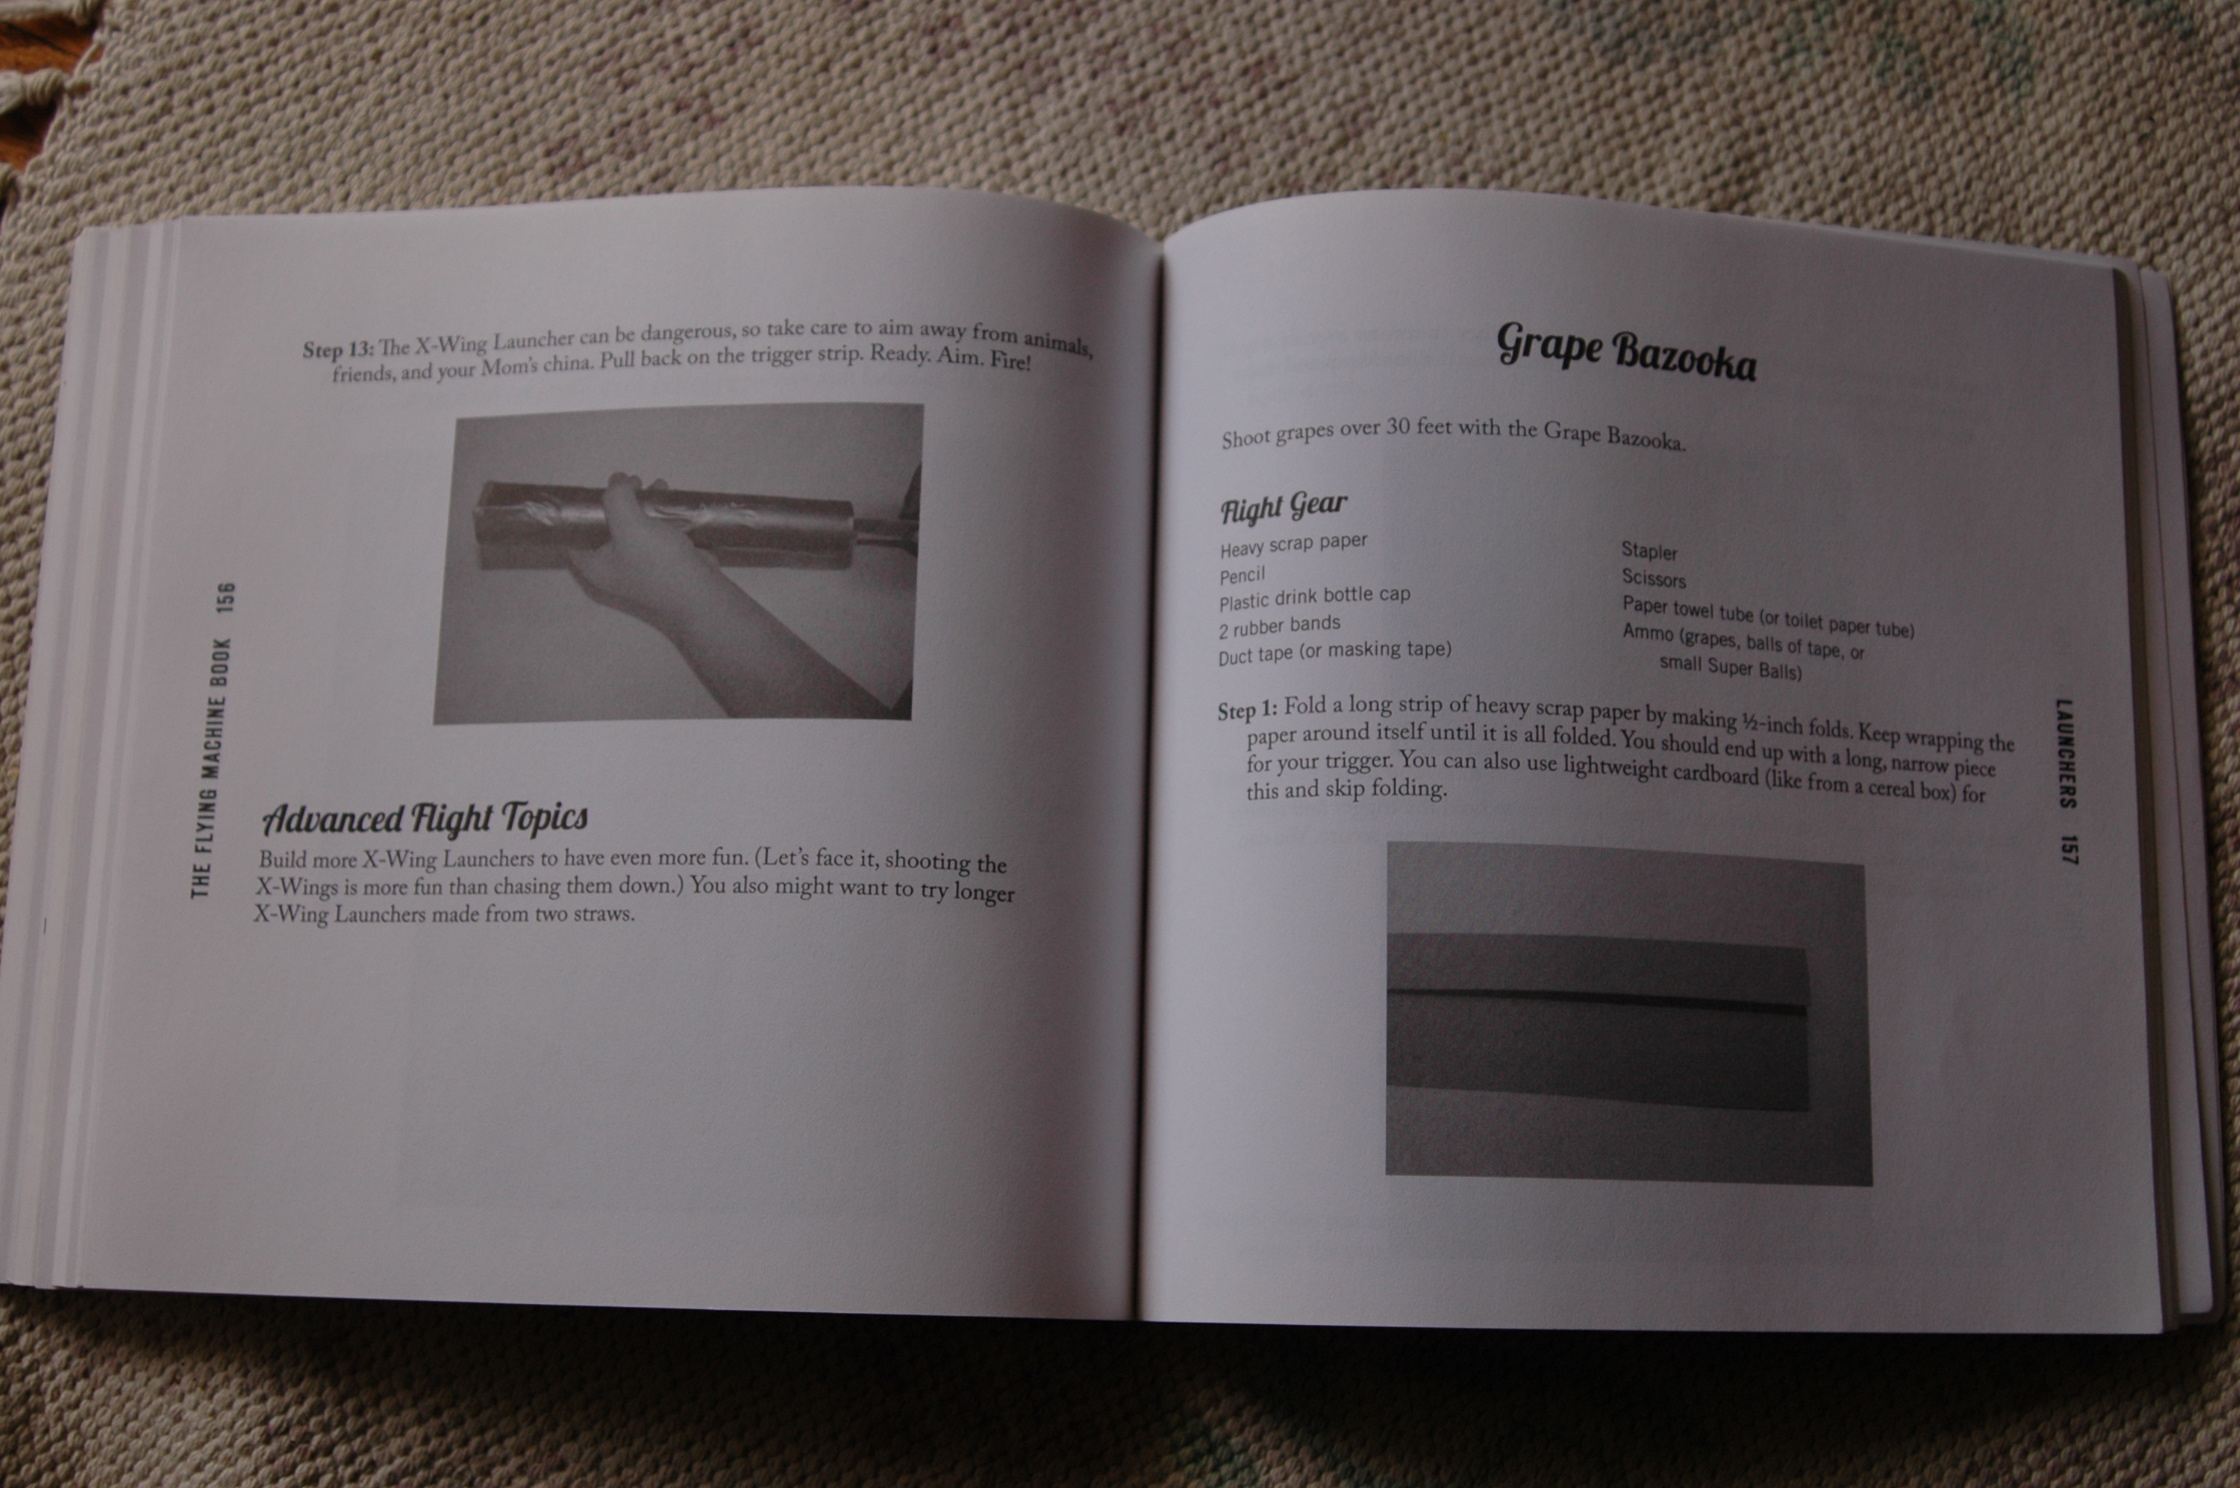 Step 13: The X-Wing Launcher can be dangerous, so take care to aim away from animals,
friends, and your Mom's china. Pull back on the trigger strip. Ready. Aim. Fire!
Advanced Flight Topics
Build more X-Wing Launchers to have even more fun. (Let's face it, shooting the
X-Wings is more fun than chasing them down.) You also might want to try longer
X-Wing Launchers made from two straws.
THE FLYING MACHINE BOOK 156
Grape Bazooka
Shoot grapes over 30 feet with the Grape Bazooka.
Flight Gear
Heavy scrap paper
Pencil
Plastic drink bottle cap
2 rubber bands
Duct tape (or masking tape)
Stapler
Scissors
Paper towel tube (or toilet paper tube)
Ammo (grapes, balls of tape, or
small Super Balls)
Step 1: Fold a long strip of heavy scrap paper by making ½-inch folds. Keep wrapping the
paper around itself until it is all folded. You should end up with a long, narrow piece
for your trigger. You can also use lightweight cardboard (like from a cereal box) for
this and skip folding.
LAUNCHERS 157